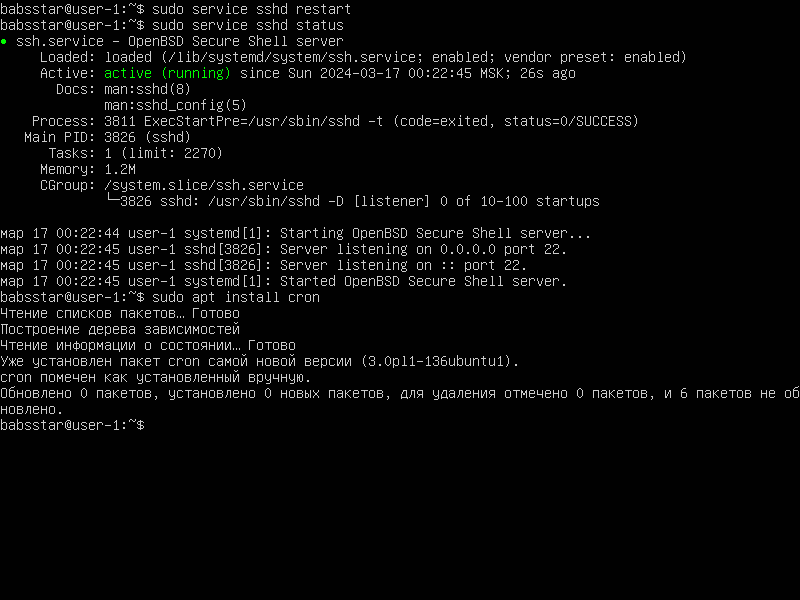 babsstar@user-1:~$ sudo service sshd restart
babsstar@user-1:~$ sudo service sshd status
● ssh.service - OpenBSD Secure Shell server
     Loaded: loaded (/lib/systemd/system/ssh.service; enabled; vendor preset: enabled)
     Active: active (running) since Sun 2024-03-17 00:22:45 MSK; 26s ago
       Docs: man:sshd(8)
             man:sshd_config(5)
    Process: 3811 ExecStartPre=/usr/sbin/sshd -t (code=exited, status=0/SUCCESS)
   Main PID: 3826 (sshd)
      Tasks: 1 (limit: 2270)
     Memory: 1.2M
     CGroup: /system.slice/ssh.service
             └─3826 sshd: /usr/sbin/sshd -D [listener] 0 of 10-100 startups
мар 17 00:22:44 user-1 systemd[1]: Starting OpenBSD Secure Shell server...
мар 17 00:22:45 user-1 sshd[3826]: Server listening on 0.0.0.0 port 22.
мар 17 00:22:45 user-1 sshd[3826]: Server listening on :: port 22.
мар 17 00:22:45 user-1 systemd[1]: Started OpenBSD Secure Shell server.
babsstar@user-1:~$ sudo apt install cron
Чтение списков пакетов… Готово
Построение дерева зависимостей
Чтение информации о состоянии… Готово
Уже установлен пакет cron самой новой версии (3.0pl1-136ubuntu1).
cron помечен как установленный вручную.
Обновлено 0 пакетов, установлено 0 новых пакетов, для удаления отмечено 0 пакетов, и 6 пакетов не об
новлено.
babsstar@user-1:~$